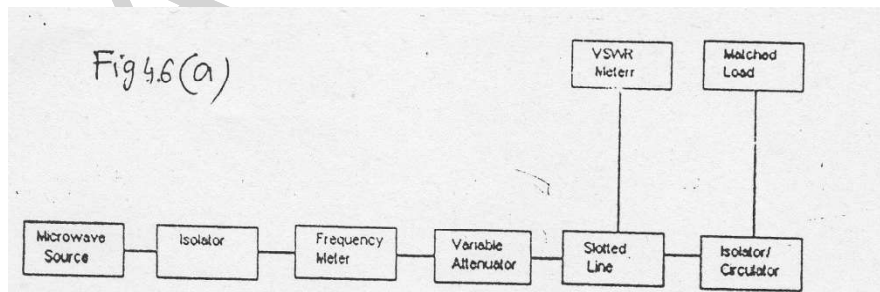 Fig 4.6(a)
VSWR
Meterr
Matched
Load
Microwave
Source
Isolator
Frequency
Meter
Variable
Attenuator
Slotted
Line
Isolator/
Circulator